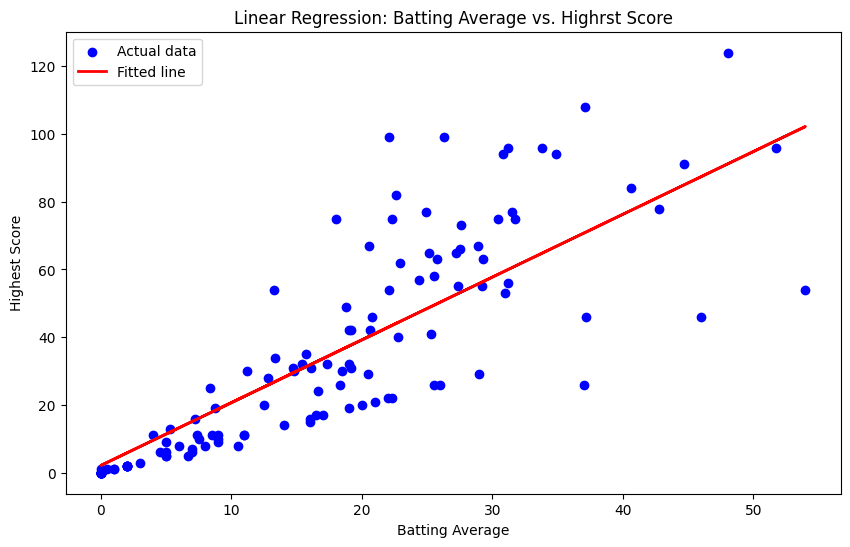 Linear Regression: Batting Average vs. Highrst Score
Actual data
Fitted line
120
100
80
60
40
20
0
Highest Score
0 10 20 30 40 50
Batting Average